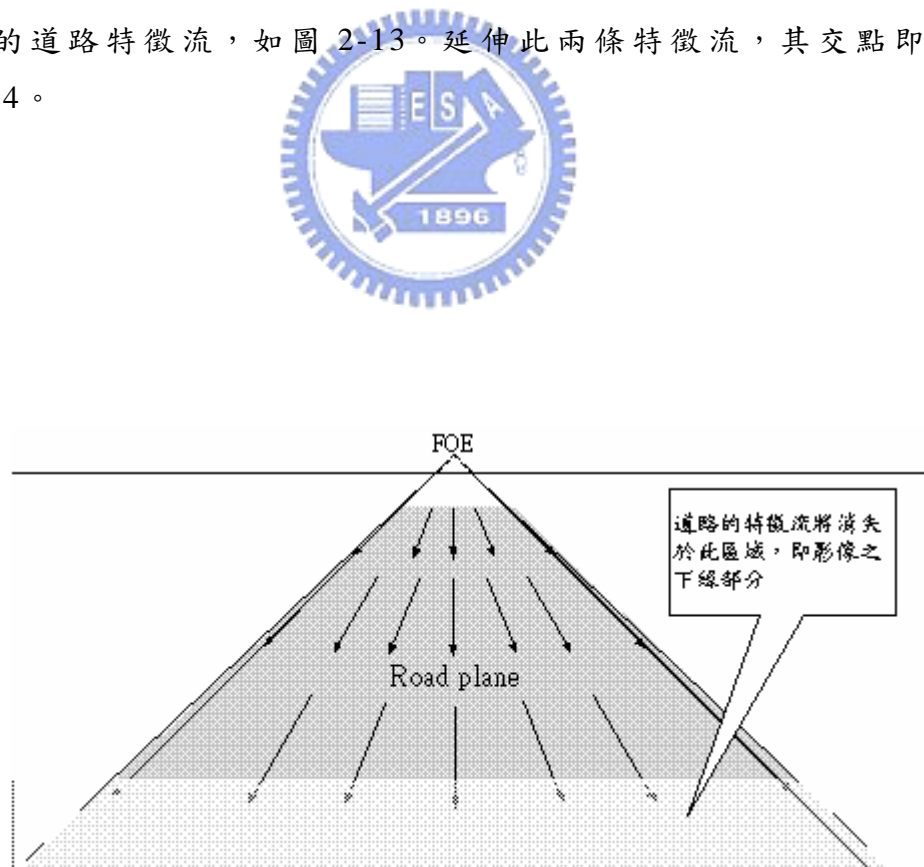 的道路特徵流，如圖 2-13。延伸此兩條特徵流，其交點即
4。
ESA
1896
FOE
道路的特徵流將消失
於此區域，即影像之
下緣部分
Road plane